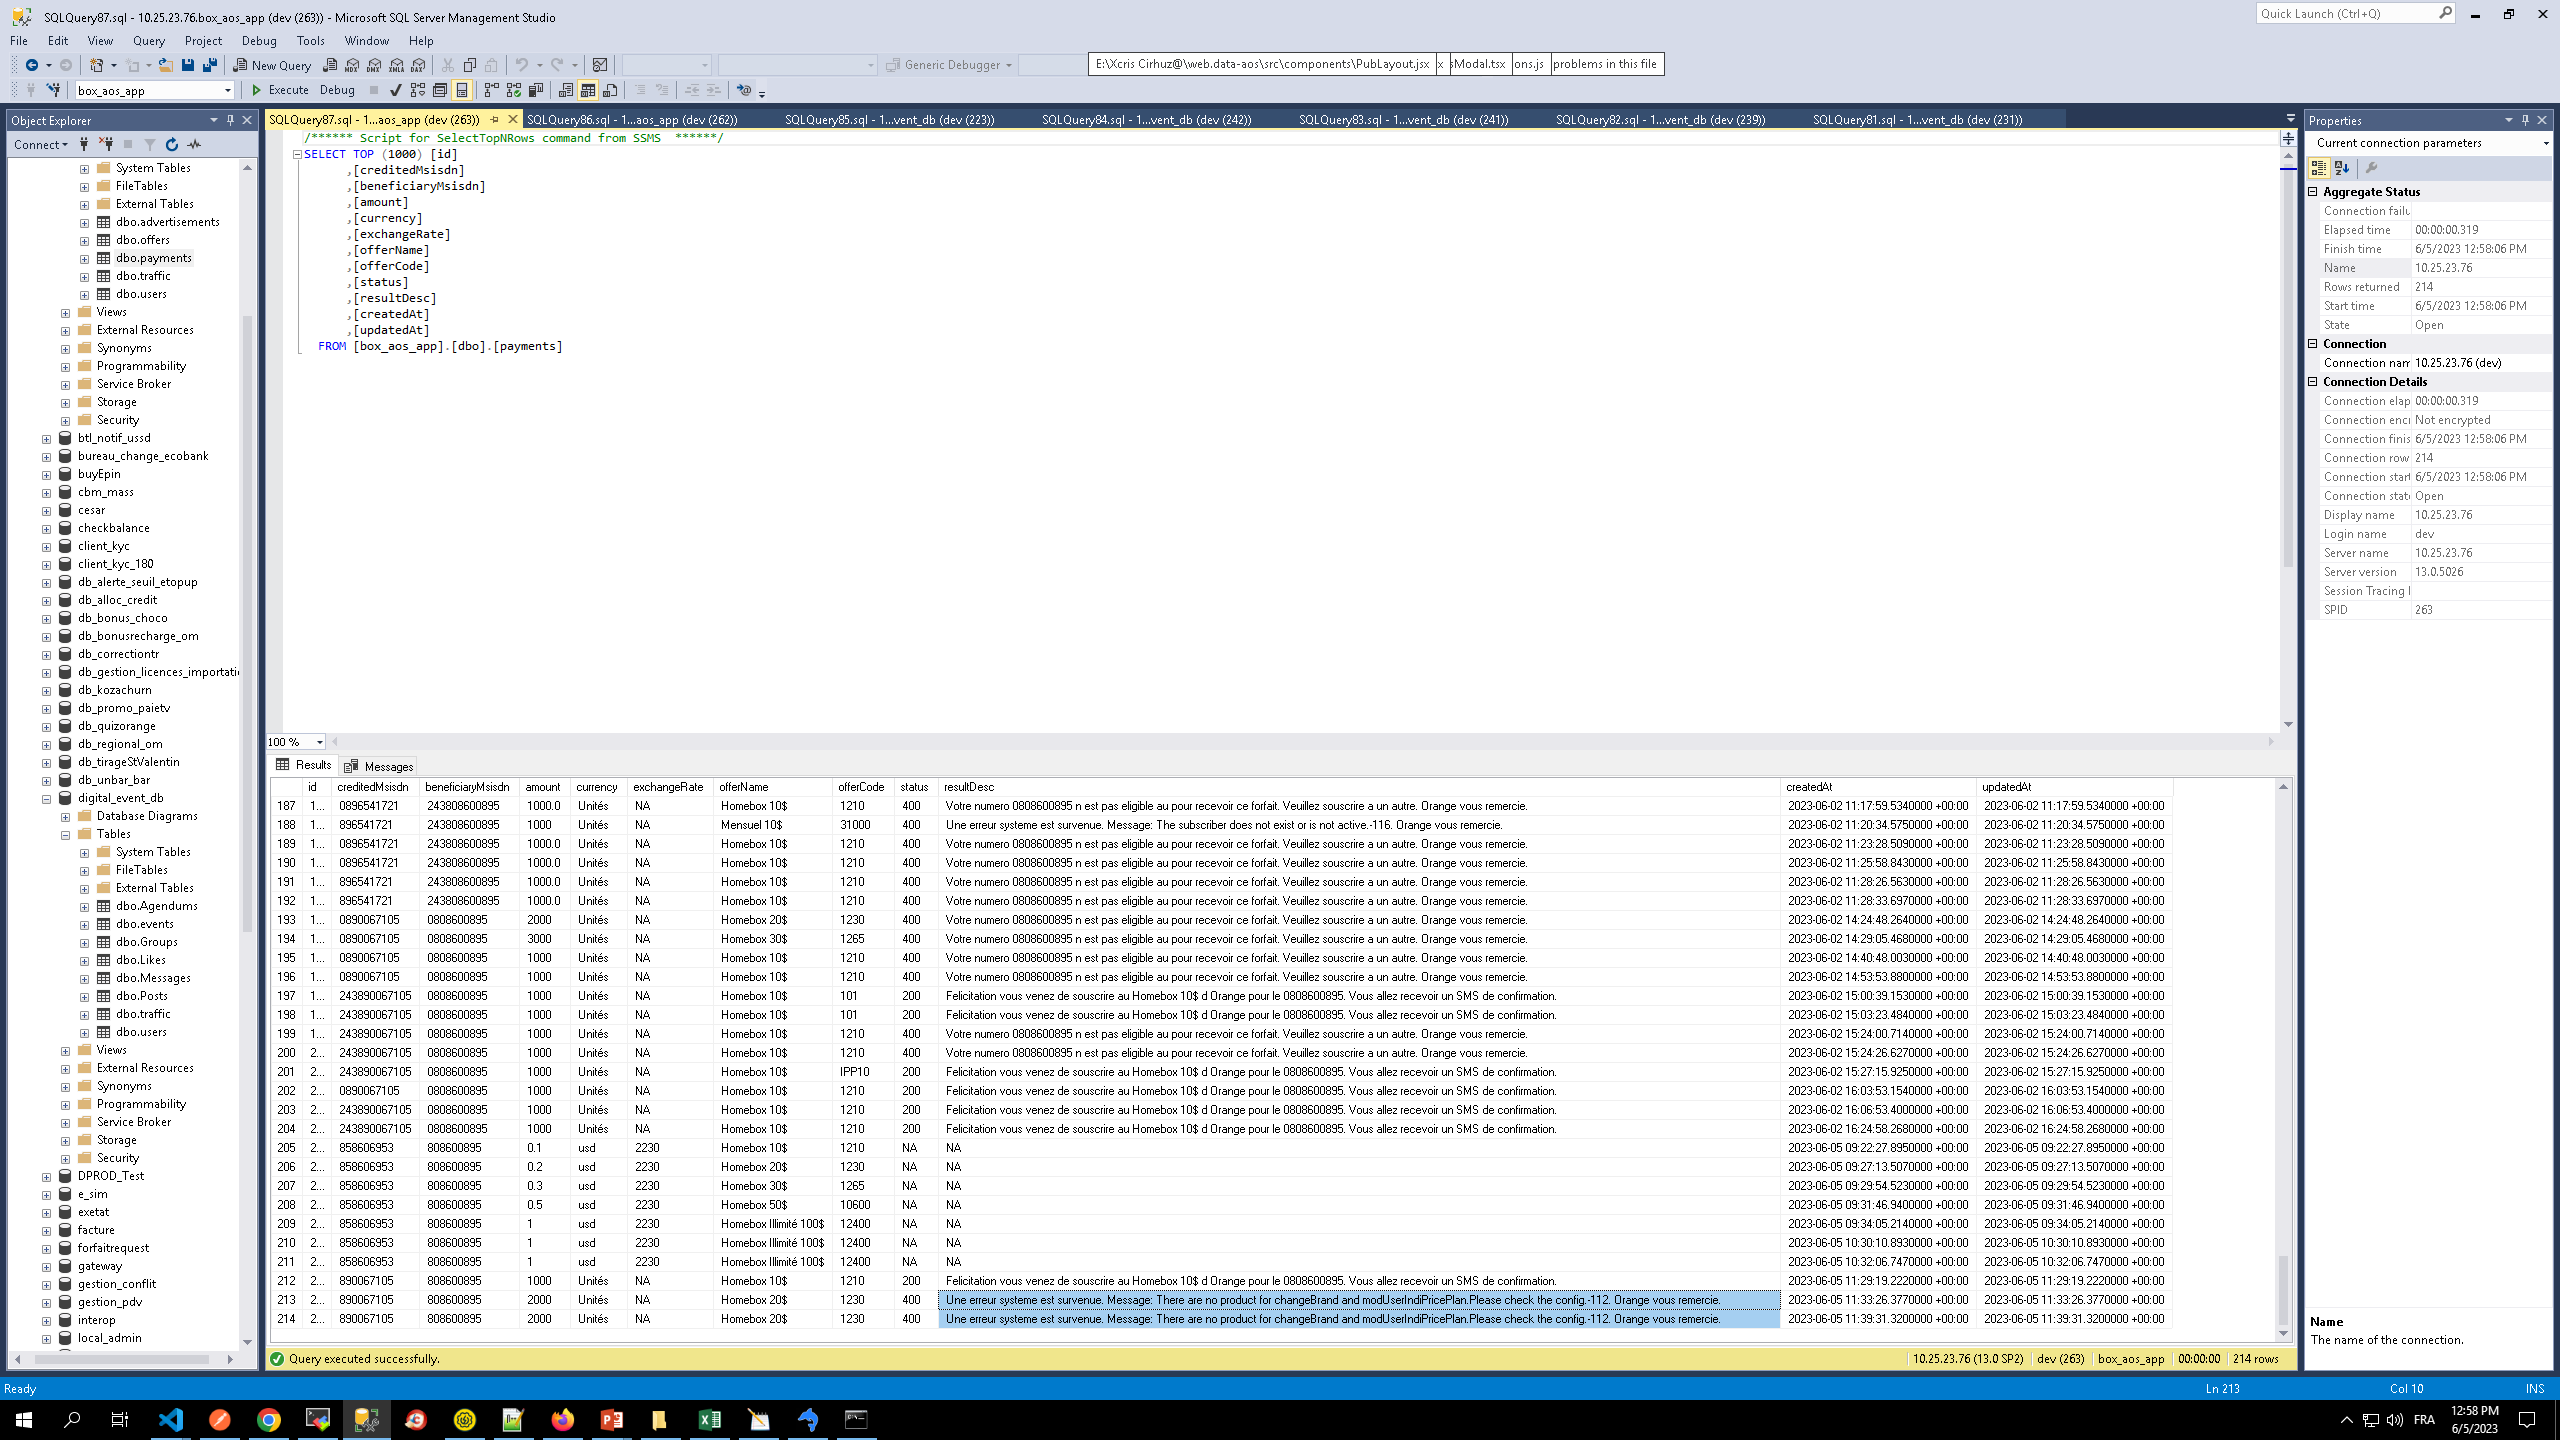 SQLQuery87.sql - 10.25.23.76.box_aos_app (dev (263)) - Microsoft SQL Server Management Studio
Quick Launch (Ctrl+Q)
File Edit View Query Project Debug Tools Window Help
New Query
Generic Debugger
E:\Xcris Cirhuz@\web.data-aos\src\components\PubLayout.jsx x sModal.tsx ons.js problems in this file
box_aos_app Execute Debug
Object Explorer
Connect
System Tables
FileTables
External Tables
dbo.advertisements
dbo.offers
dbo.payments
dbo.traffic
dbo.users
Views
External Resources
Synonyms
Programmability
Service Broker
Storage
Security
btl_notif_ussd
bureau_change_ecobank
buyEpin
cbm_mass
cesar
checkbalance
client_kyc
client_kyc_180
db_alerte_seuil_etopup
db_alloc_credit
db_bonus_choco
db_bonusrecharge_om
db_correctiontr
db_gestion_licences_importati
db_kozachurn
db_promo_paietv
db_quizorange
db_regional_om
db_tirageStValentin
db_unbar_bar
digital_event_db
Database Diagrams
Tables
System Tables
FileTables
External Tables
dbo.Agendums
dbo.events
dbo.Groups
dbo.Likes
dbo.Messages
dbo.Posts
dbo.traffic
dbo.users
Views
External Resources
Synonyms
Programmability
Service Broker
Storage
Security
DPROD_Test
e_sim
exetat
facture
forfaitrequest
gateway
gestion_conflit
gestion_pdv
interop
local_admin
SQLQuery87.sql - 1...aos_app (dev (263)) SQLQuery86.sql - 1...aos_app (dev (262)) SQLQuery85.sql - 1...vent_db (dev (223)) SQLQuery84.sql - 1...vent_db (dev (242)) SQLQuery83.sql - 1...vent_db (dev (241)) SQLQuery82.sql - 1...vent_db (dev (239)) SQLQuery81.sql - 1...vent_db (dev (231))
/****** Script for SelectTopNRows command from SSMS ******/
SELECT TOP (1000) [id]
,[creditedMsisdn]
,[beneficiaryMsisdn]
,[amount]
,[currency]
,[exchangeRate]
,[offerName]
,[offerCode]
,[status]
,[resultDesc]
,[createdAt]
,[updatedAt]
FROM [box_aos_app].[dbo].[payments]
100 %
Results Messages
id creditedMsisdn beneficiaryMsisdn amount currency exchangeRate offerName offerCode status resultDesc createdAt updatedAt
187 1... 0896541721 243808600895 1000.0 Unités NA Homebox 10$ 1210 400 Votre numero 0808600895 n est pas eligible au pour recevoir ce forfait. Veuillez souscrire a un autre. Orange vous remercie. 2023-06-02 11:17:59.5340000 +00:00 2023-06-02 11:17:59.5340000 +00:00
188 1... 896541721 243808600895 1000 Unités NA Mensuel 10$ 31000 400 Une erreur systeme est survenue. Message: The subscriber does not exist or is not active.-116. Orange vous remercie. 2023-06-02 11:20:34.5750000 +00:00 2023-06-02 11:20:34.5750000 +00:00
189 1... 0896541721 243808600895 1000.0 Unités NA Homebox 10$ 1210 400 Votre numero 0808600895 n est pas eligible au pour recevoir ce forfait. Veuillez souscrire a un autre. Orange vous remercie. 2023-06-02 11:23:28.5090000 +00:00 2023-06-02 11:23:28.5090000 +00:00
190 1... 0896541721 243808600895 1000.0 Unités NA Homebox 10$ 1210 400 Votre numero 0808600895 n est pas eligible au pour recevoir ce forfait. Veuillez souscrire a un autre. Orange vous remercie. 2023-06-02 11:25:58.8430000 +00:00 2023-06-02 11:25:58.8430000 +00:00
191 1... 896541721 243808600895 1000.0 Unités NA Homebox 10$ 1210 400 Votre numero 0808600895 n est pas eligible au pour recevoir ce forfait. Veuillez souscrire a un autre. Orange vous remercie. 2023-06-02 11:28:26.5630000 +00:00 2023-06-02 11:28:26.5630000 +00:00
192 1... 896541721 243808600895 1000.0 Unités NA Homebox 10$ 1210 400 Votre numero 0808600895 n est pas eligible au pour recevoir ce forfait. Veuillez souscrire a un autre. Orange vous remercie. 2023-06-02 11:28:33.6970000 +00:00 2023-06-02 11:28:33.6970000 +00:00
193 1... 0890067105 0808600895 2000 Unités NA Homebox 20$ 1230 400 Votre numero 0808600895 n est pas eligible au pour recevoir ce forfait. Veuillez souscrire a un autre. Orange vous remercie. 2023-06-02 14:24:48.2640000 +00:00 2023-06-02 14:24:48.2640000 +00:00
194 1... 0890067105 0808600895 3000 Unités NA Homebox 30$ 1265 400 Votre numero 0808600895 n est pas eligible au pour recevoir ce forfait. Veuillez souscrire a un autre. Orange vous remercie. 2023-06-02 14:29:05.4680000 +00:00 2023-06-02 14:29:05.4680000 +00:00
195 1... 0890067105 0808600895 1000 Unités NA Homebox 10$ 1210 400 Votre numero 0808600895 n est pas eligible au pour recevoir ce forfait. Veuillez souscrire a un autre. Orange vous remercie. 2023-06-02 14:40:48.0030000 +00:00 2023-06-02 14:40:48.0030000 +00:00
196 1... 0890067105 0808600895 1000 Unités NA Homebox 10$ 1210 400 Votre numero 0808600895 n est pas eligible au pour recevoir ce forfait. Veuillez souscrire a un autre. Orange vous remercie. 2023-06-02 14:53:53.8880000 +00:00 2023-06-02 14:53:53.8880000 +00:00
197 1... 243890067105 0808600895 1000 Unités NA Homebox 10$ 101 200 Felicitation vous venez de souscrire au Homebox 10$ d Orange pour le 0808600895. Vous allez recevoir un SMS de confirmation. 2023-06-02 15:00:39.1530000 +00:00 2023-06-02 15:00:39.1530000 +00:00
198 1... 243890067105 0808600895 1000 Unités NA Homebox 10$ 101 200 Felicitation vous venez de souscrire au Homebox 10$ d Orange pour le 0808600895. Vous allez recevoir un SMS de confirmation. 2023-06-02 15:03:23.4840000 +00:00 2023-06-02 15:03:23.4840000 +00:00
199 1... 243890067105 0808600895 1000 Unités NA Homebox 10$ 1210 400 Votre numero 0808600895 n est pas eligible au pour recevoir ce forfait. Veuillez souscrire a un autre. Orange vous remercie. 2023-06-02 15:24:00.7140000 +00:00 2023-06-02 15:24:00.7140000 +00:00
200 2... 243890067105 0808600895 1000 Unités NA Homebox 10$ 1210 400 Votre numero 0808600895 n est pas eligible au pour recevoir ce forfait. Veuillez souscrire a un autre. Orange vous remercie. 2023-06-02 15:24:26.6270000 +00:00 2023-06-02 15:24:26.6270000 +00:00
201 2... 243890067105 0808600895 1000 Unités NA Homebox 10$ IPP10 200 Felicitation vous venez de souscrire au Homebox 10$ d Orange pour le 0808600895. Vous allez recevoir un SMS de confirmation. 2023-06-02 15:27:15.9250000 +00:00 2023-06-02 15:27:15.9250000 +00:00
202 2... 0890067105 0808600895 1000 Unités NA Homebox 10$ 1210 200 Felicitation vous venez de souscrire au Homebox 10$ d Orange pour le 0808600895. Vous allez recevoir un SMS de confirmation. 2023-06-02 16:03:53.1540000 +00:00 2023-06-02 16:03:53.1540000 +00:00
203 2... 243890067105 0808600895 1000 Unités NA Homebox 10$ 1210 200 Felicitation vous venez de souscrire au Homebox 10$ d Orange pour le 0808600895. Vous allez recevoir un SMS de confirmation. 2023-06-02 16:06:53.4000000 +00:00 2023-06-02 16:06:53.4000000 +00:00
204 2... 243890067105 0808600895 1000 Unités NA Homebox 10$ 1210 200 Felicitation vous venez de souscrire au Homebox 10$ d Orange pour le 0808600895. Vous allez recevoir un SMS de confirmation. 2023-06-02 16:24:58.2680000 +00:00 2023-06-02 16:24:58.2680000 +00:00
205 2... 858606953 808600895 0.1 usd 2230 Homebox 10$ 1210 NA NA 2023-06-05 09:22:27.8950000 +00:00 2023-06-05 09:22:27.8950000 +00:00
206 2... 858606953 808600895 0.2 usd 2230 Homebox 20$ 1230 NA NA 2023-06-05 09:27:13.5070000 +00:00 2023-06-05 09:27:13.5070000 +00:00
207 2... 858606953 808600895 0.3 usd 2230 Homebox 30$ 1265 NA NA 2023-06-05 09:29:54.5230000 +00:00 2023-06-05 09:29:54.5230000 +00:00
208 2... 858606953 808600895 0.5 usd 2230 Homebox 50$ 10600 NA NA 2023-06-05 09:31:46.9400000 +00:00 2023-06-05 09:31:46.9400000 +00:00
209 2... 858606953 808600895 1 usd 2230 Homebox Illimité 100$ 12400 NA NA 2023-06-05 09:34:05.2140000 +00:00 2023-06-05 09:34:05.2140000 +00:00
210 2... 858606953 808600895 1 usd 2230 Homebox Illimité 100$ 12400 NA NA 2023-06-05 10:30:10.8930000 +00:00 2023-06-05 10:30:10.8930000 +00:00
211 2... 858606953 808600895 1 usd 2230 Homebox Illimité 100$ 12400 NA NA 2023-06-05 10:32:06.7470000 +00:00 2023-06-05 10:32:06.7470000 +00:00
212 2... 890067105 808600895 1000 Unités NA Homebox 10$ 1210 200 Felicitation vous venez de souscrire au Homebox 10$ d Orange pour le 0808600895. Vous allez recevoir un SMS de confirmation. 2023-06-05 11:29:19.2220000 +00:00 2023-06-05 11:29:19.2220000 +00:00
213 2... 890067105 808600895 2000 Unités NA Homebox 20$ 1230 400 Une erreur systeme est survenue. Message: There are no product for changeBrand and modUserIndiPricePlan.Please check the config.-112. Orange vous remercie. 2023-06-05 11:33:26.3770000 +00:00 2023-06-05 11:33:26.3770000 +00:00
214 2... 890067105 808600895 2000 Unités NA Homebox 20$ 1230 400 Une erreur systeme est survenue. Message: There are no product for changeBrand and modUserIndiPricePlan.Please check the config.-112. Orange vous remercie. 2023-06-05 11:39:31.3200000 +00:00 2023-06-05 11:39:31.3200000 +00:00
Query executed successfully. 10.25.23.76 (13.0 SP2) dev (263) box_aos_app 00:00:00 214 rows
Properties
Current connection parameters
Aggregate Status
Connection failu
Elapsed time 00:00:00.319
Finish time 6/5/2023 12:58:06 PM
Name 10.25.23.76
Rows returned 214
Start time 6/5/2023 12:58:06 PM
State Open
Connection
Connection nam 10.25.23.76 (dev)
Connection Details
Connection elap 00:00:00.319
Connection encr Not encrypted
Connection finis 6/5/2023 12:58:06 PM
Connection row 214
Connection start 6/5/2023 12:58:06 PM
Connection stat Open
Display name 10.25.23.76
Login name dev
Server name 10.25.23.76
Server version 13.0.5026
Session Tracing I
SPID 263
Name
The name of the connection.
Ready Ln 213 Col 10 INS
FRA 12:58 PM
6/5/2023